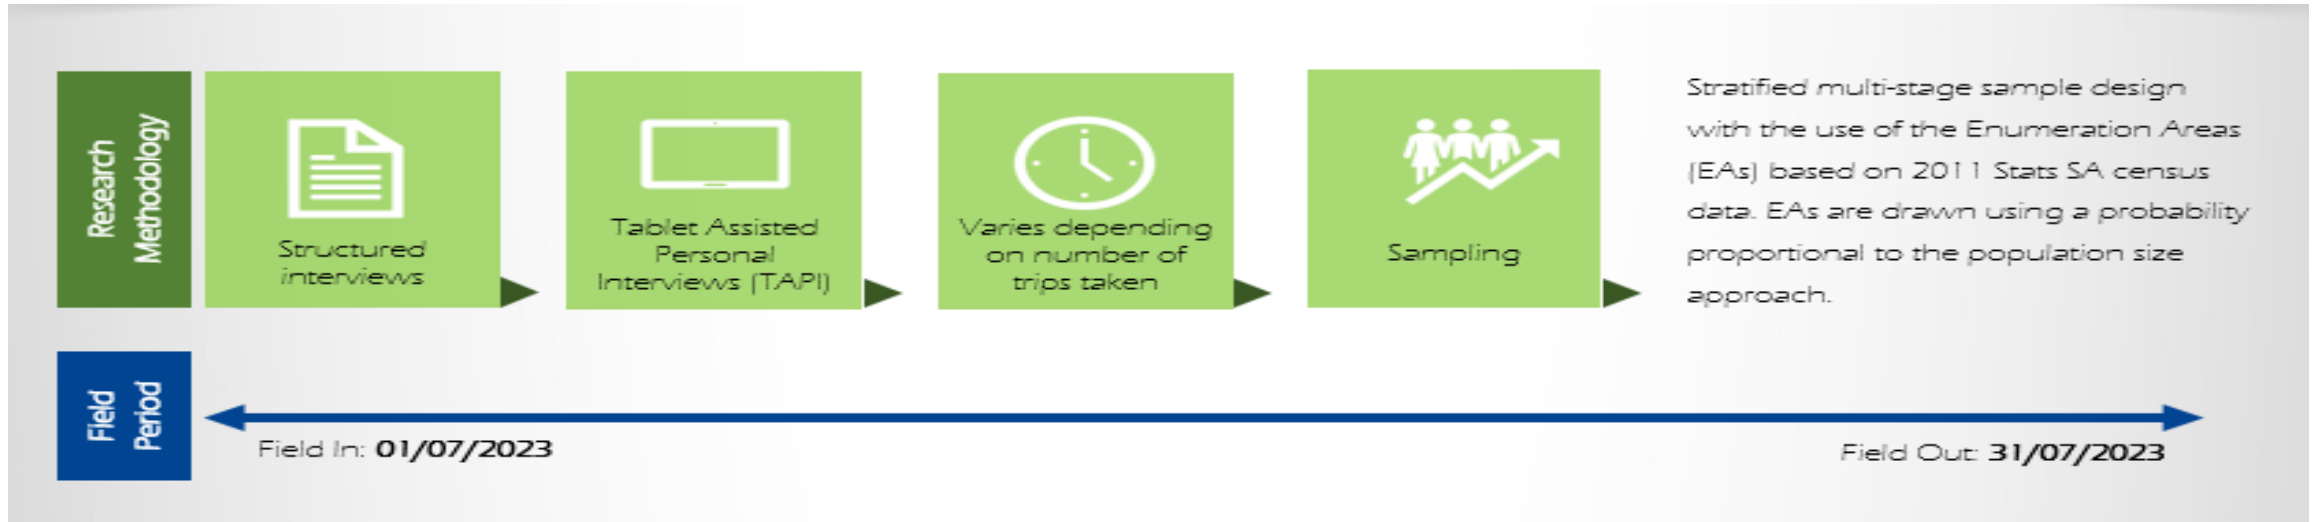 Research
Methodology
Structured
interviews
Tablet Assisted
Personal
Interviews (TAPI)
Varies depending
on number of
trips taken
Sampling
Stratified multi-stage sample design
with the use of the Enumeration Areas
(EAs) based on 2011 Stats SA census
data. EAs are drawn using a probability
proportional to the population size
approach.
Field
Period
Field In: 01/07/2023
Field Out: 31/07/2023